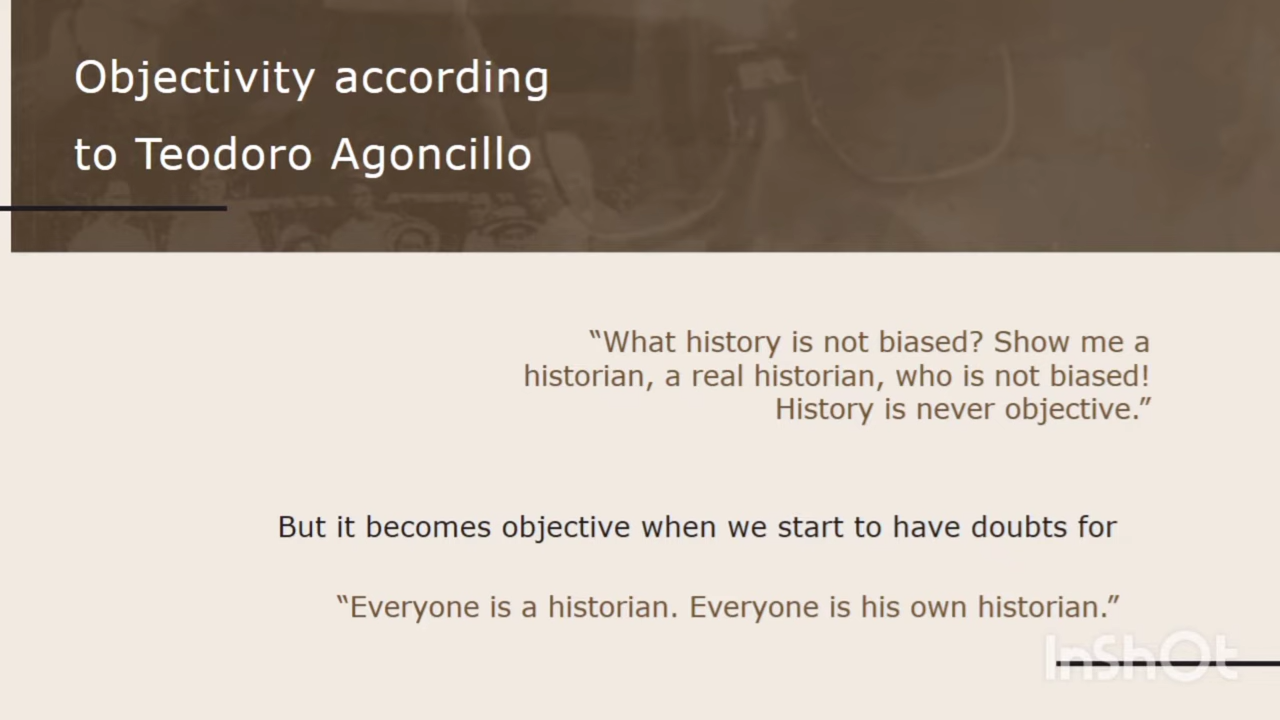 Objectivity according
to Teodoro Agoncillo
“What history is not biased? Show me a
historian, a real historian, who is not biased!
History is never objective.”
But it becomes objective when we start to have doubts for
“Everyone is a historian. Everyone is his own historian.”
InShOt